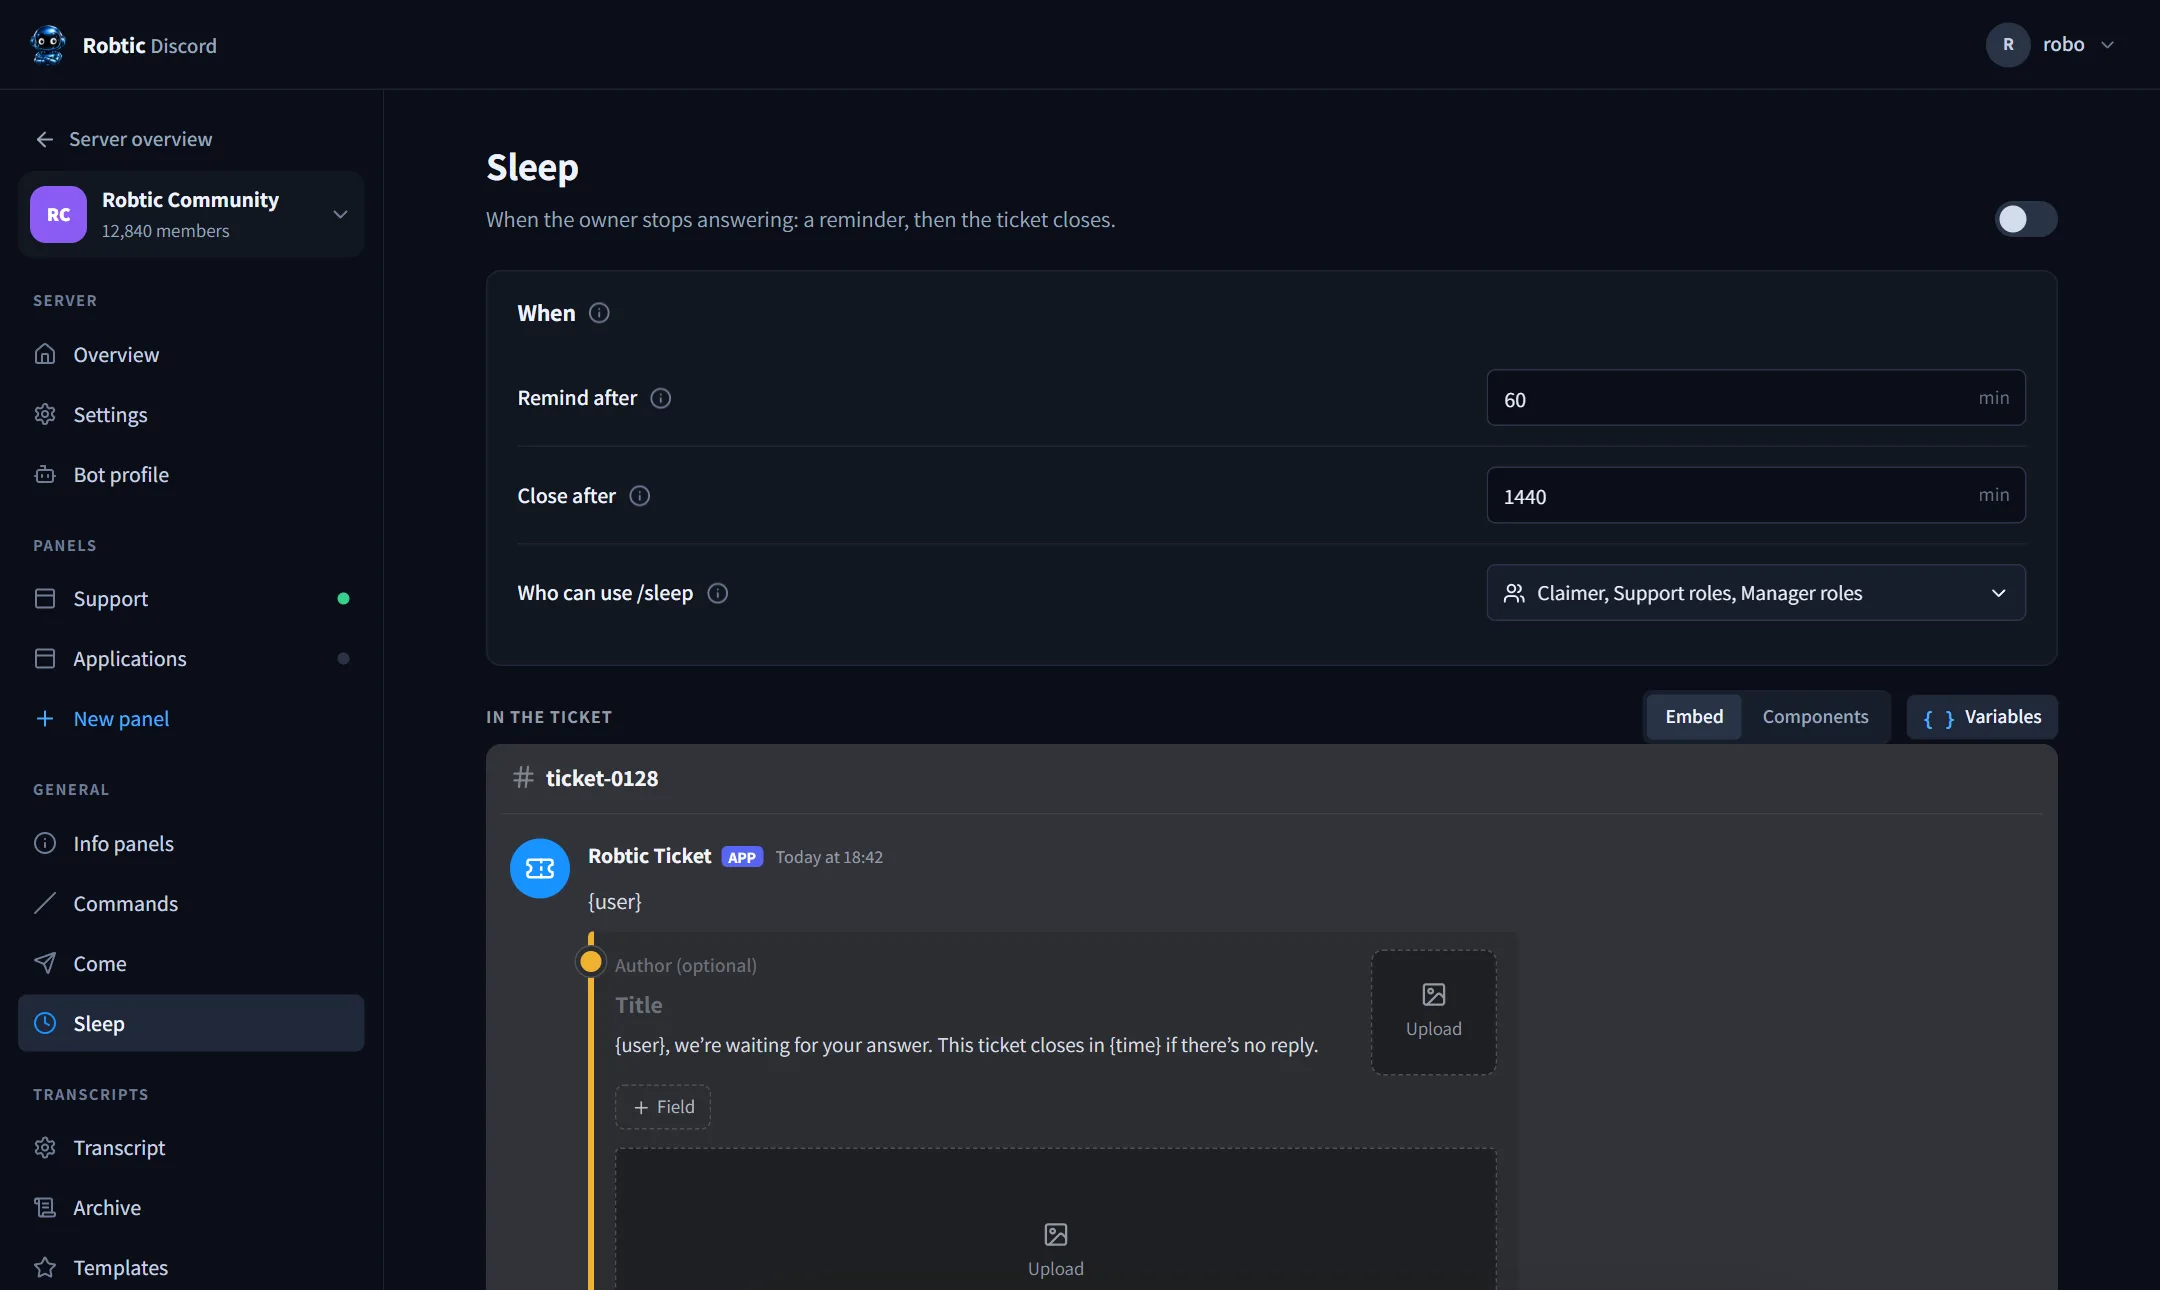 Robtic Discord
R robo
Server overview
RC Robtic Community
12,840 members
SERVER
Overview
Settings
Bot profile
PANELS
Support
Applications
New panel
GENERAL
Info panels
Commands
Come
Sleep
TRANSCRIPTS
Transcript
Archive
Templates
Sleep
When the owner stops answering: a reminder, then the ticket closes.
When
Remind after 60 min
Close after 1440 min
Who can use /sleep Claimer, Support roles, Manager roles
IN THE TICKET Embed Components { } Variables
# ticket-0128
Robtic Ticket APP Today at 18:42
{user}
Author (optional)
Title
{user}, we’re waiting for your answer. This ticket closes in {time} if there’s no reply.
Upload
+ Field
Upload